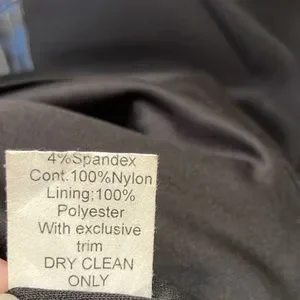 4%Spandex
Cont.100%Nylon
Lining;100%
Polyester
With exclusive
trim
DRY CLEAN
ONLY